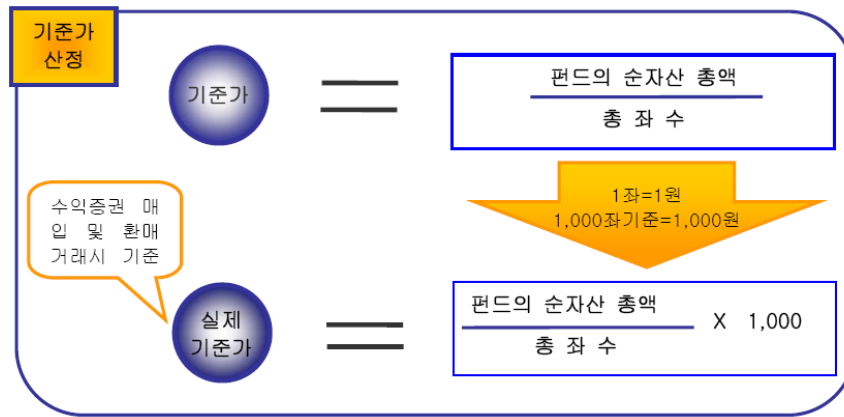 기준가
산정
기준가
펀드의 순자산 총액
총 좌 수
1좌=1원
1,000좌기준=1,000원
수익증권 매
입 및 환매
거래시 기준
실제
기준가
펀드의 순자산 총액
총 좌 수
X 1,000